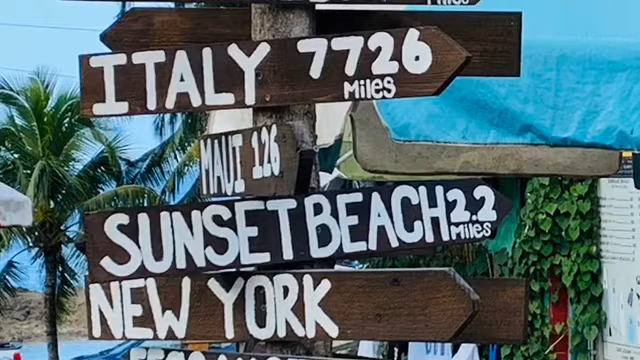 Miles
ITALY 7726
Miles
MAUI 126
SUNSET BEACH 2.2
Miles
NEW YORK